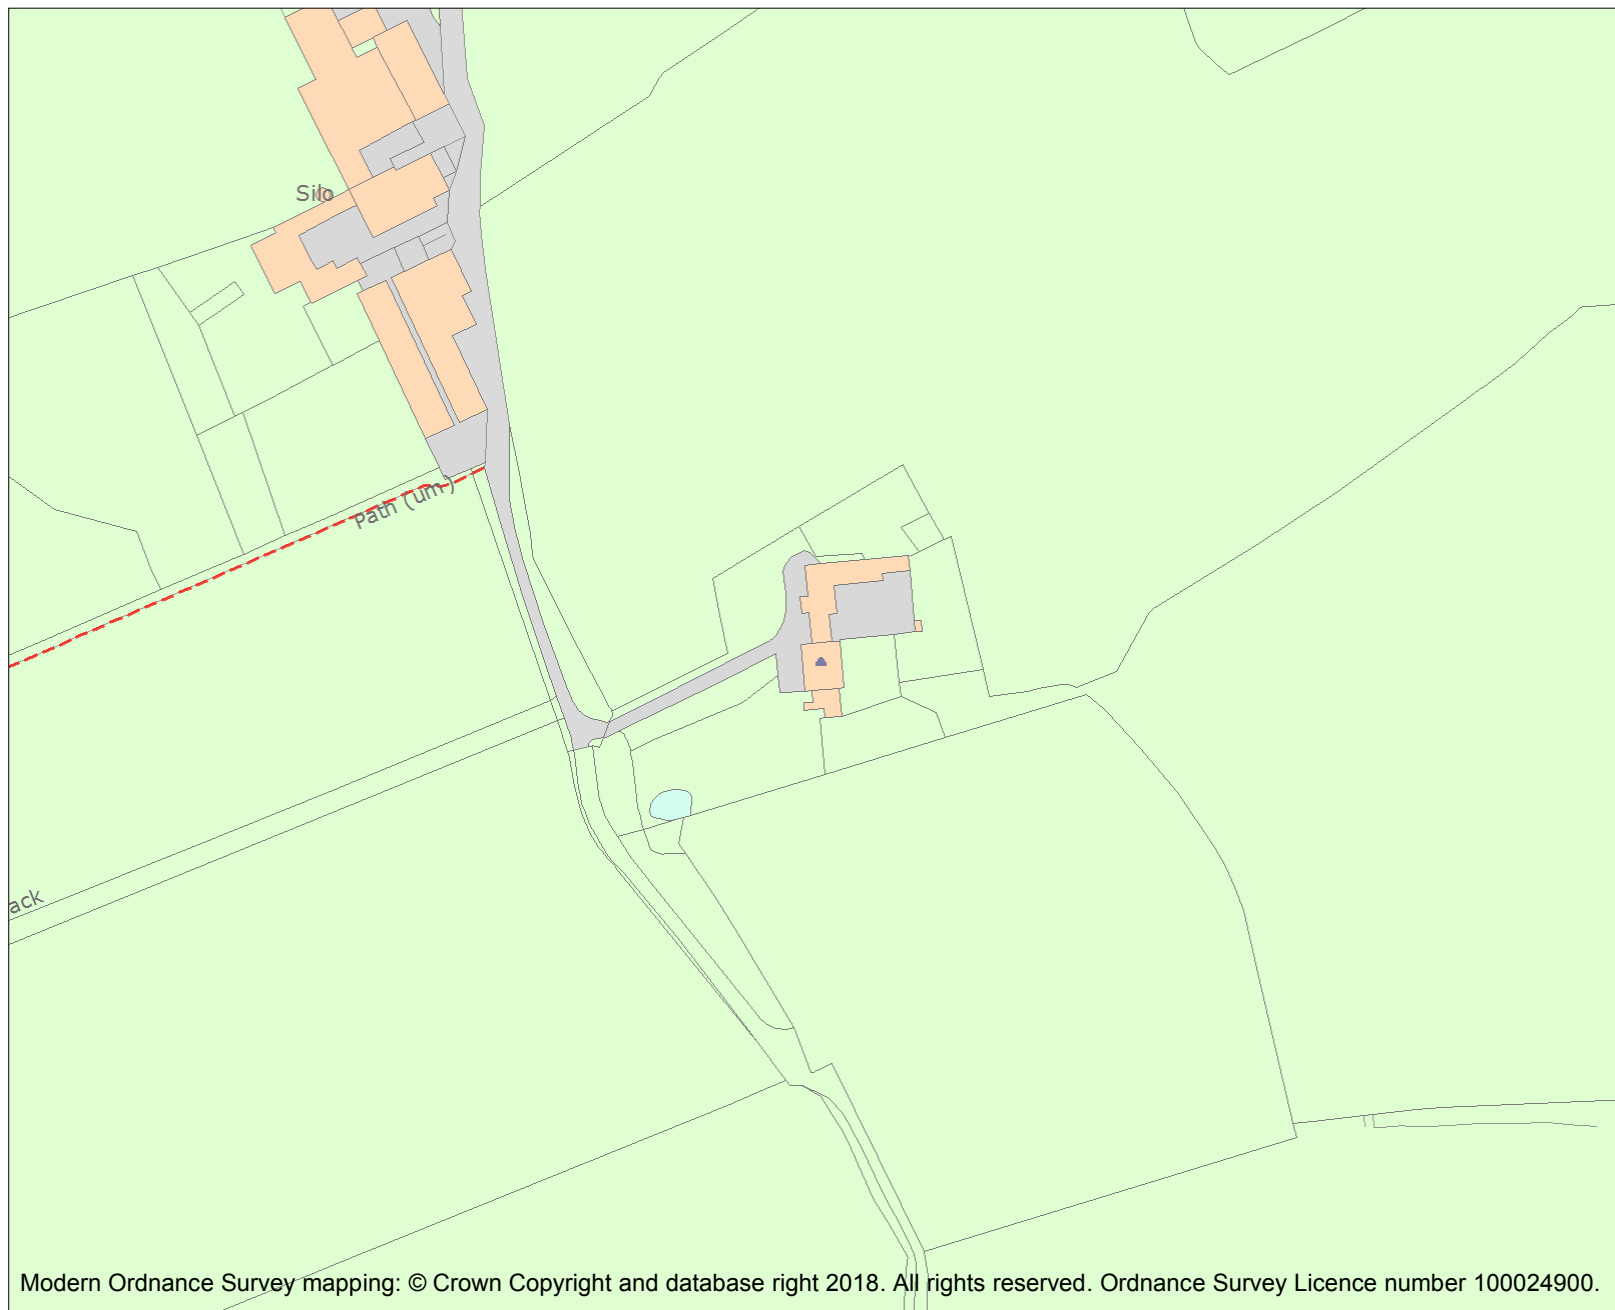 Silo
Path (um)
ack
Modern Ordnance Survey mapping: © Crown Copyright and database right 2018. All rights reserved. Ordnance Survey Licence number 100024900.